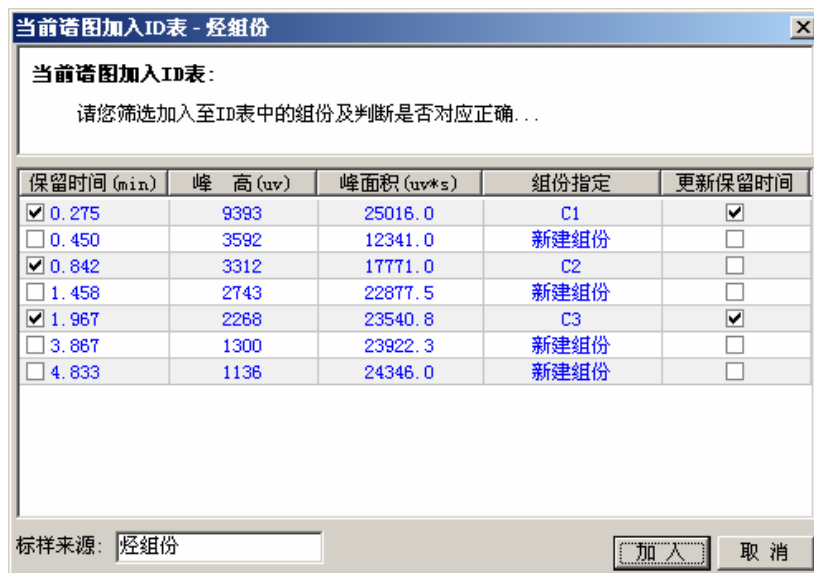 当前谱图加入ID表 - 烃组份
当前谱图加入ID表:
请您筛选加入至ID表中的组份及判断是否对应正确...
保留时间(min) 峰 高(uv) 峰面积(uv*s) 组份指定 更新保留时间
0.275 9393 25016.0 C1
0.450 3592 12341.0 新建组份
0.842 3312 17771.0 C2
1.458 2743 22877.5 新建组份
1.967 2268 23540.8 C3
3.867 1300 23922.3 新建组份
4.833 1136 24346.0 新建组份
标样来源: 烃组份
加 入 取 消